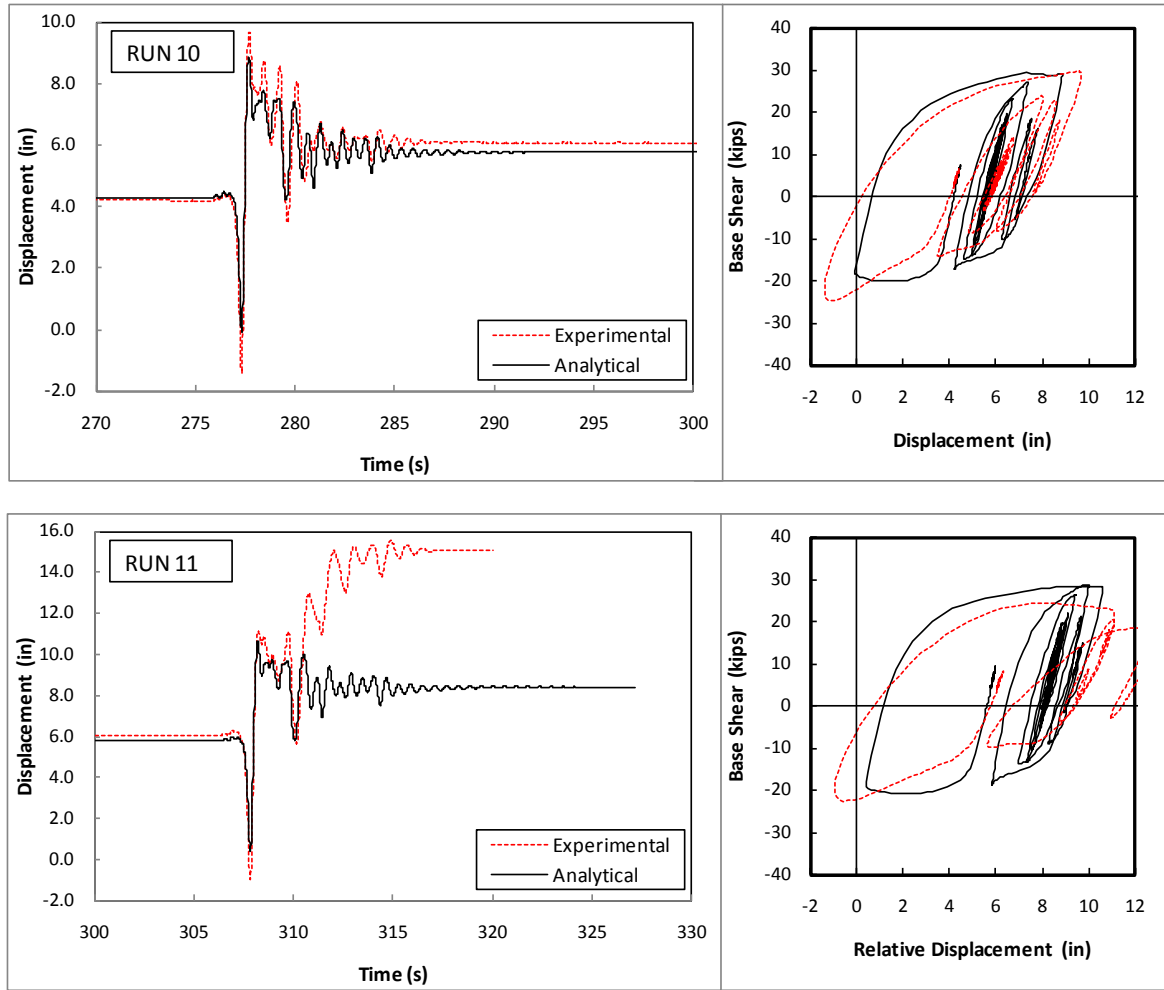 RUN 10
10.0
8.0
6.0
4.0
2.0
0.0
-2.0
Displacement (in)
270 275 280 285 290 295 300
Time (s)
Experimental
Analytical
40
30
20
10
0
-10
-20
-30
-40
Base Shear (kips)
-2 0 2 4 6 8 10 12
Displacement (in)
RUN 11
16.0
14.0
12.0
10.0
8.0
6.0
4.0
2.0
0.0
-2.0
Displacement (in)
300 305 310 315 320 325 330
Time (s)
Experimental
Analytical
40
30
20
10
0
-10
-20
-30
-40
Base Shear (kips)
-2 0 2 4 6 8 10 12
Relative Displacement (in)